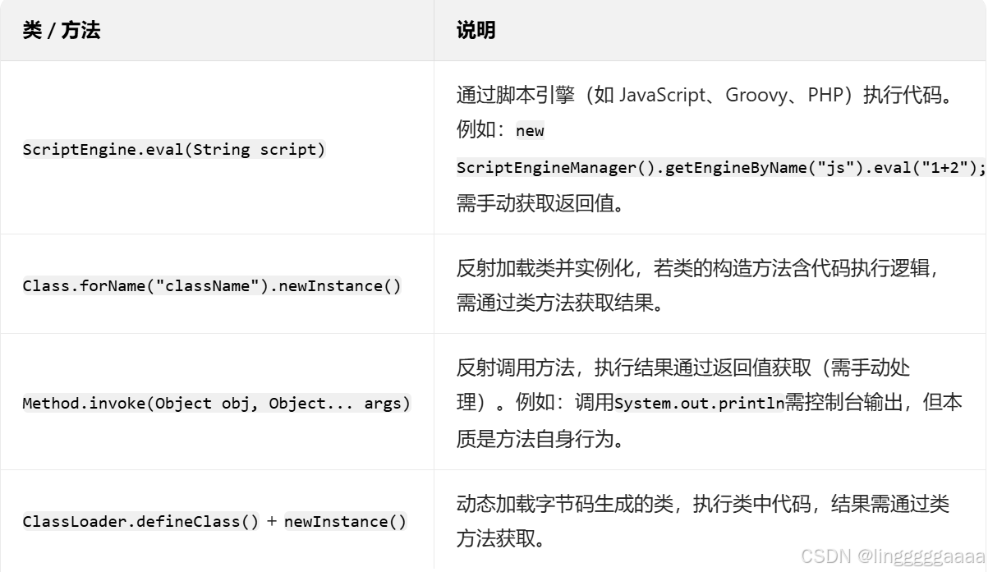 类 / 方法
说明
ScriptEngine.eval(String script)
通过脚本引擎（如 JavaScript、Groovy、PHP）执行代码。
例如：new
ScriptEngineManager().getEngineByName("js").eval("1+2");
需手动获取返回值。
Class.forName("className").newInstance()
反射加载类并实例化，若类的构造方法含代码执行逻辑，
需通过类方法获取结果。
Method.invoke(Object obj, Object... args)
反射调用方法，执行结果通过返回值获取（需手动处
理）。例如：调用System.out.println需控制台输出，但本
质是方法自身行为。
ClassLoader.defineClass() + newInstance()
动态加载字节码生成的类，执行类中代码，结果需通过类
方法获取。
CSDN @lingggggaaaa